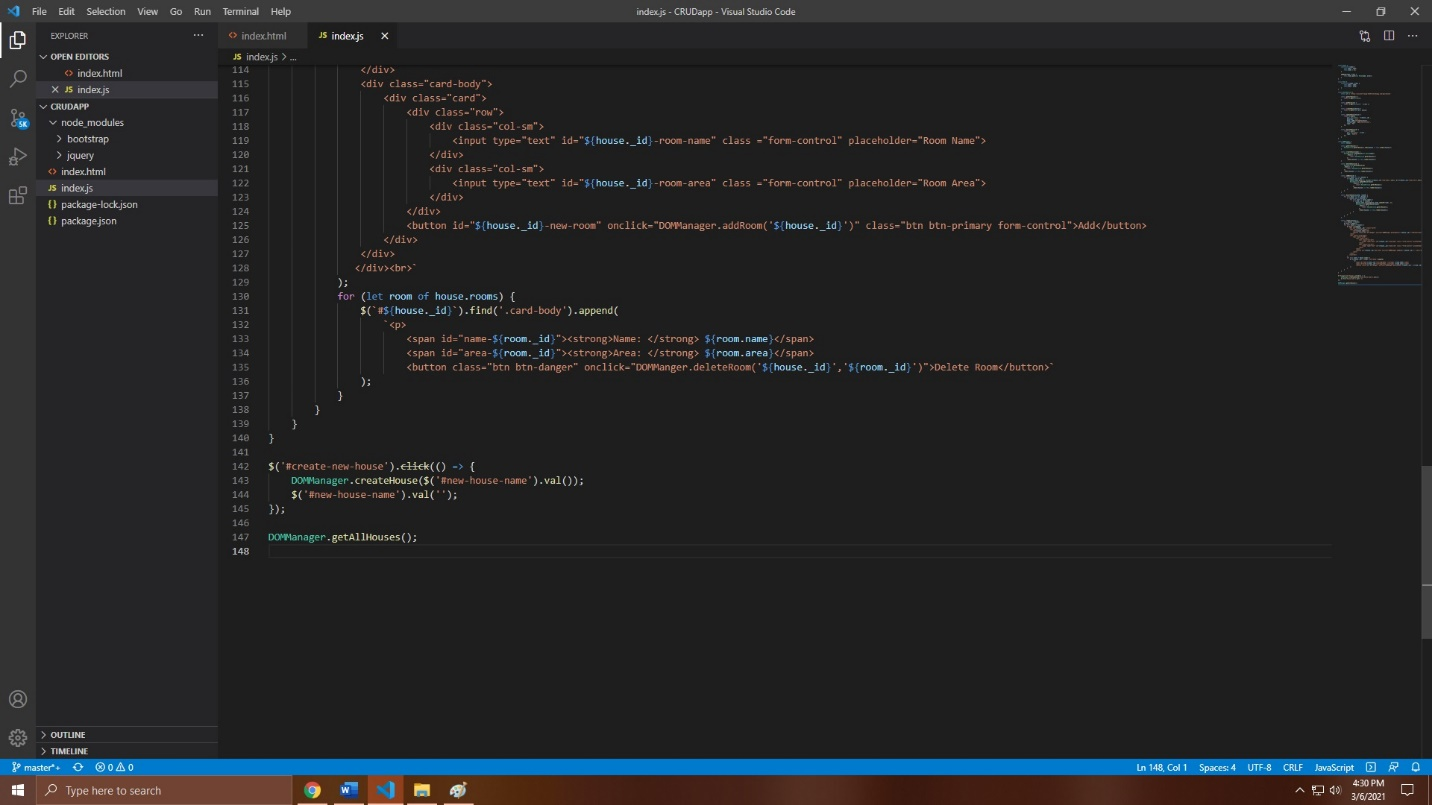 File Edit Selection View Go Run Terminal Help
index.js - CRUDapp - Visual Studio Code
EXPLORER
OPEN EDITORS
index.html
JS index.js
CRUDAPP
node_modules
bootstrap
jquery
index.html
JS index.js
{} package-lock.json
{} package.json
OUTLINE
TIMELINE
index.html
JS index.js
JS index.js > ...
114 </div>
115 <div class="card-body">
116 <div class="card">
117 <div class="row">
118 <div class="col-sm">
119 <input type="text" id="${house._id}-room-name" class ="form-control" placeholder="Room Name">
120 </div>
121 <div class="col-sm">
122 <input type="text" id="${house._id}-room-area" class ="form-control" placeholder="Room Area">
123 </div>
124 </div>
125 <button id="${house._id}-new-room" onclick="DOMManager.addRoom('${house._id}')" class="btn btn-primary form-control">Add</button>
126 </div>
127 </div>
128 </div><br>`
129 );
130 for (let room of house.rooms) {
131 $(`#${house._id}`).find('.card-body').append(
132 `<p>
133 <span id="name-${room._id}"><strong>Name: </strong> ${room.name}</span>
134 <span id="area-${room._id}"><strong>Area: </strong> ${room.area}</span>
135 <button class="btn btn-danger" onclick="DOMManger.deleteRoom('${house._id}','${room._id}')">Delete Room</button>`
136 );
137 }
138 }
139 }
140 }
141
142 $('#create-new-house').click(() => {
143 DOMManager.createHouse($('#new-house-name').val());
144 $('#new-house-name').val('');
145 });
146
147 DOMManager.getAllHouses();
148
master*+ 0 0
Ln 148, Col 1 Spaces: 4 UTF-8 CRLF JavaScript
Type here to search
4:30 PM
3/6/2021